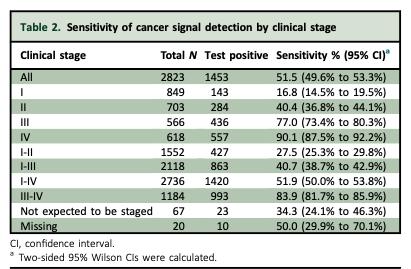 Table 2. Sensitivity of cancer signal detection by clinical stage
Clinical stage Total N Test positive Sensitivity % (95% CI)a
All 2823 1453 51.5 (49.6% to 53.3%)
I 849 143 16.8 (14.5% to 19.5%)
II 703 284 40.4 (36.8% to 44.1%)
III 566 436 77.0 (73.4% to 80.3%)
IV 618 557 90.1 (87.5% to 92.2%)
I-II 1552 427 27.5 (25.3% to 29.8%)
I-III 2118 863 40.7 (38.7% to 42.9%)
I-IV 2736 1420 51.9 (50.0% to 53.8%)
III-IV 1184 993 83.9 (81.7% to 85.9%)
Not expected to be staged 67 23 34.3 (24.1% to 46.3%)
Missing 20 10 50.0 (29.9% to 70.1%)
CI, confidence interval.
a Two-sided 95% Wilson CIs were calculated.